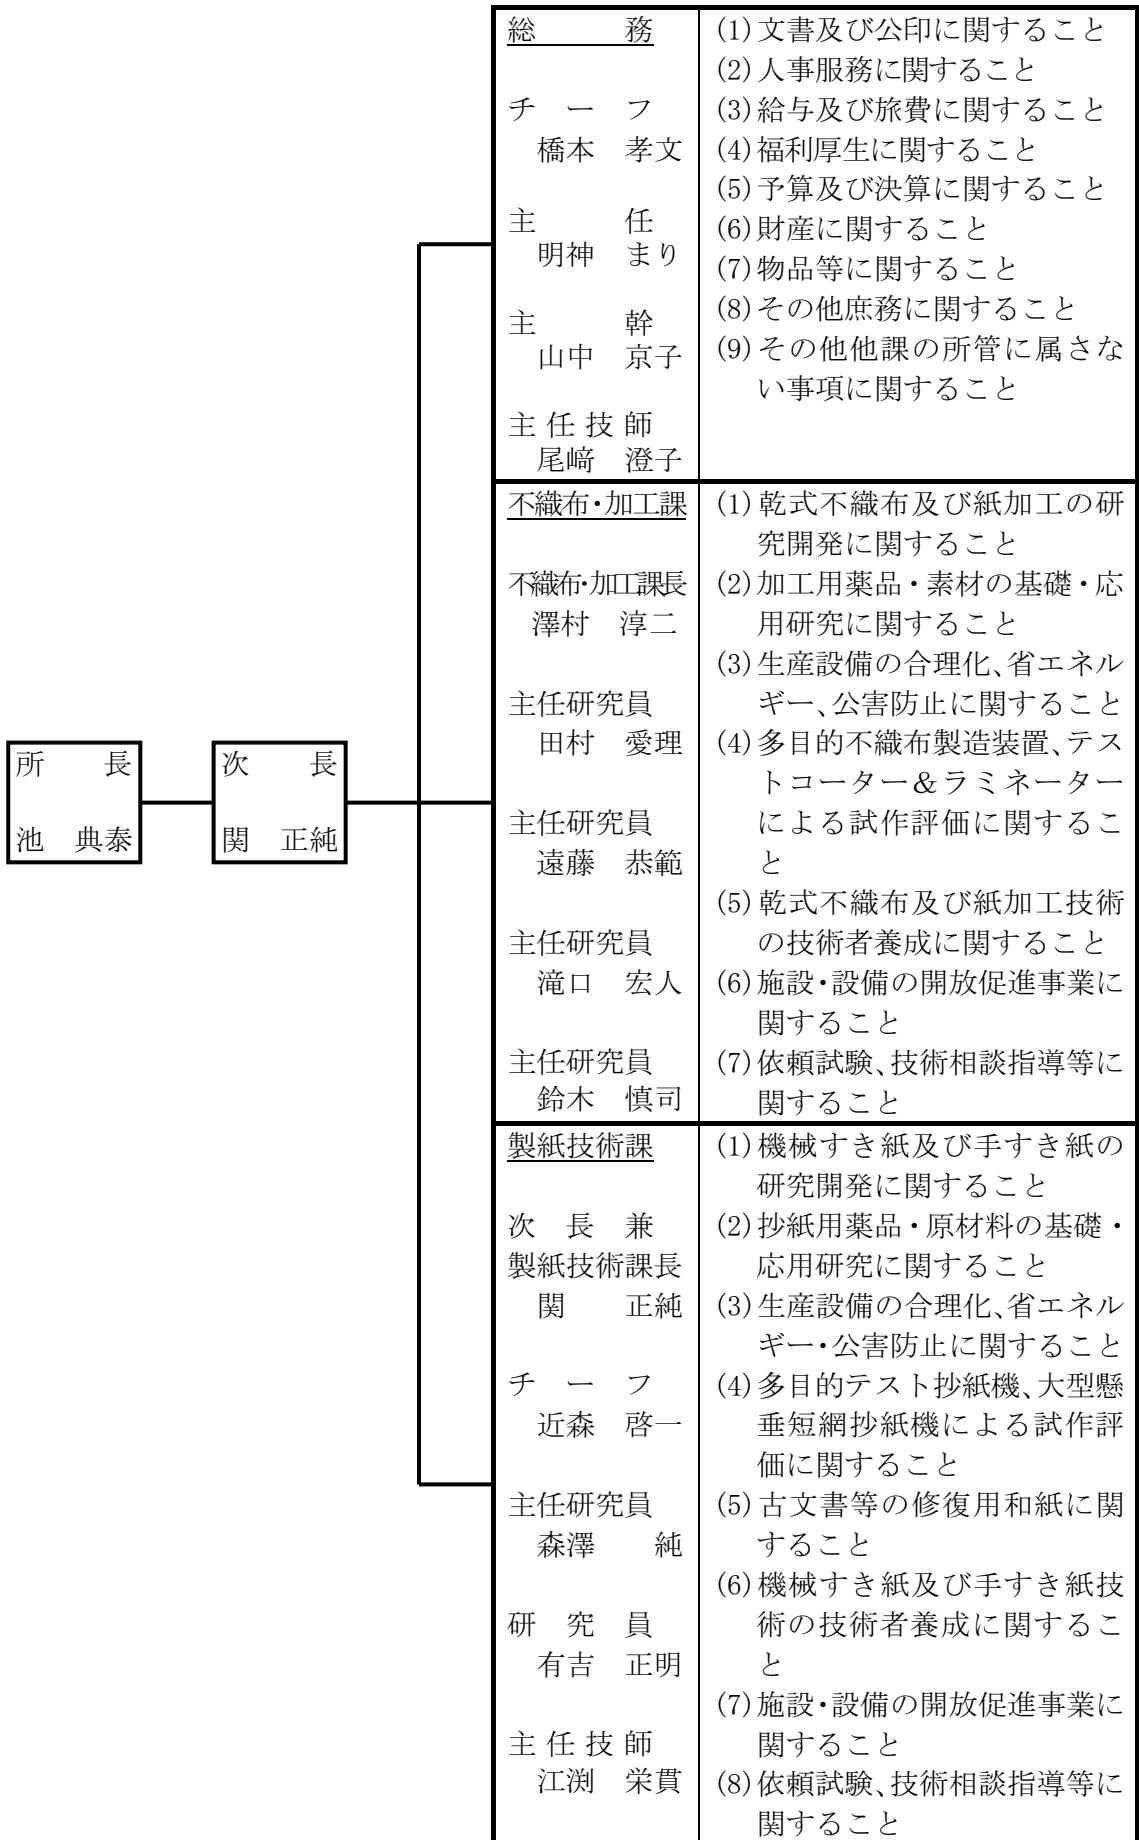 所　長
池　典泰
次　長
関　正純
総　務
チーフ
橋本　孝文
主　任
明神　まり
主　幹
山中　京子
主任技師
尾﨑　澄子
(1)文書及び公印に関すること
(2)人事服務に関すること
(3)給与及び旅費に関すること
(4)福利厚生に関すること
(5)予算及び決算に関すること
(6)財産に関すること
(7)物品等に関すること
(8)その他庶務に関すること
(9)その他他課の所管に属さな
い事項に関すること
不織布・加工課
不織布・加工課長
澤村　淳二
主任研究員
田村　愛理
主任研究員
遠藤　恭範
主任研究員
滝口　宏人
主任研究員
鈴木　慎司
(1)乾式不織布及び紙加工の研
究開発に関すること
(2)加工用薬品・素材の基礎・応
用研究に関すること
(3)生産設備の合理化、省エネル
ギー、公害防止に関すること
(4)多目的不織布製造装置、テス
トコーター＆ラミネーター
による試作評価に関するこ
と
(5)乾式不織布及び紙加工技術
の技術者養成に関すること
(6)施設・設備の開放促進事業に
関すること
(7)依頼試験、技術相談指導等に
関すること
製紙技術課
次　長　兼
製紙技術課長
関　正純
チーフ
近森　啓一
主任研究員
森澤　純
研　究　員
有吉　正明
主任技師
江渕　栄貫
(1)機械すき紙及び手すき紙の
研究開発に関すること
(2)抄紙用薬品・原材料の基礎・
応用研究に関すること
(3)生産設備の合理化、省エネル
ギー・公害防止に関すること
(4)多目的テスト抄紙機、大型懸
垂短網抄紙機による試作評
価に関すること
(5)古文書等の修復用和紙に関
すること
(6)機械すき紙及び手すき紙技
術の技術者養成に関するこ
と
(7)施設・設備の開放促進事業に
関すること
(8)依頼試験、技術相談指導等に
関すること